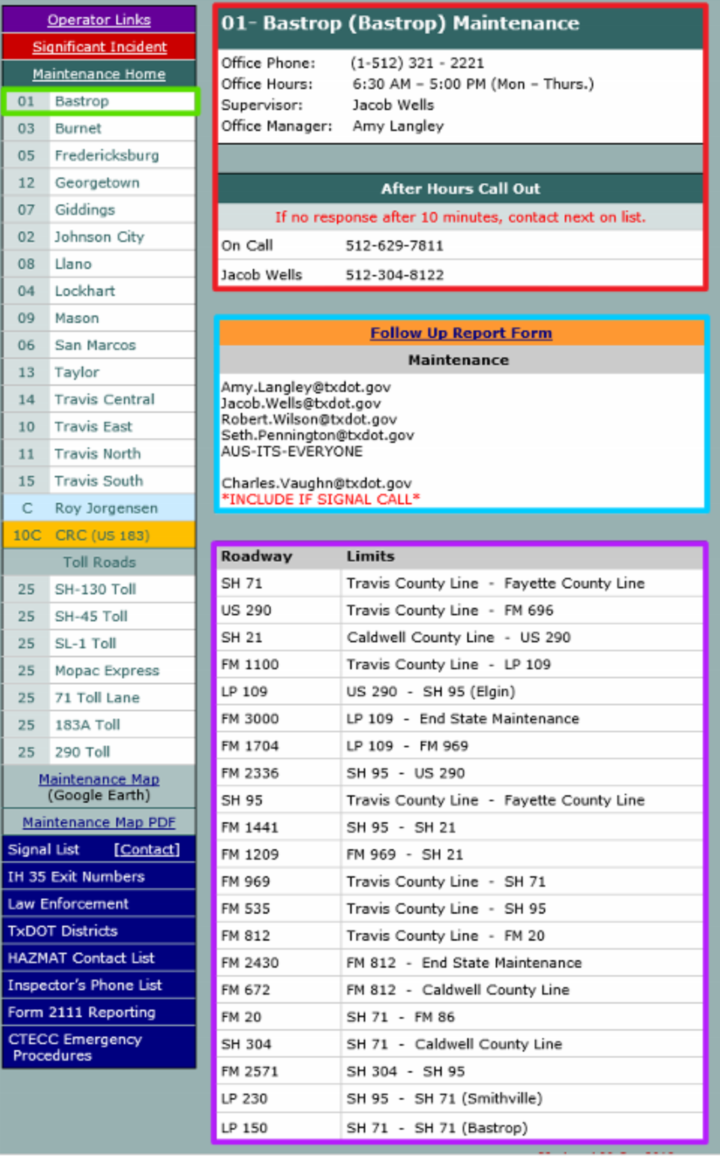 Operator Links
Significant Incident
Maintenance Home
01 Bastrop
03 Burnet
05 Fredericksburg
12 Georgetown
07 Giddings
02 Johnson City
08 Llano
04 Lockhart
09 Mason
06 San Marcos
13 Taylor
14 Travis Central
10 Travis East
11 Travis North
15 Travis South
C Roy Jorgensen
10C CRC (US 183)
Toll Roads
25 SH-130 Toll
25 SH-45 Toll
25 SL-1 Toll
25 Mopac Express
25 71 Toll Lane
25 183A Toll
25 290 Toll
Maintenance Map
(Google Earth)
Maintenance Map PDF
Signal List [Contact]
IH 35 Exit Numbers
Law Enforcement
TxDOT Districts
HAZMAT Contact List
Inspector's Phone List
Form 2111 Reporting
CTECC Emergency
Procedures
01- Bastrop (Bastrop) Maintenance
Office Phone: (1-512) 321 - 2221
Office Hours: 6:30 AM – 5:00 PM (Mon – Thurs.)
Supervisor: Jacob Wells
Office Manager: Amy Langley
After Hours Call Out
If no response after 10 minutes, contact next on list.
On Call 512-629-7811
Jacob Wells 512-304-8122
Follow Up Report Form
Maintenance
Amy.Langley@txdot.gov
Jacob.Wells@txdot.gov
Robert.Wilson@txdot.gov
Seth.Pennington@txdot.gov
AUS-ITS-EVERYONE
Charles.Vaughn@txdot.gov
*INCLUDE IF SIGNAL CALL*
Roadway Limits
SH 71 Travis County Line - Fayette County Line
US 290 Travis County Line - FM 696
SH 21 Caldwell County Line - US 290
FM 1100 Travis County Line - LP 109
LP 109 US 290 - SH 95 (Elgin)
FM 3000 LP 109 - End State Maintenance
FM 1704 LP 109 - FM 969
FM 2336 SH 95 - US 290
SH 95 Travis County Line - Fayette County Line
FM 1441 SH 95 - SH 21
FM 1209 FM 969 - SH 21
FM 969 Travis County Line - SH 71
FM 535 Travis County Line - SH 95
FM 812 Travis County Line - FM 20
FM 2430 FM 812 - End State Maintenance
FM 672 FM 812 - Caldwell County Line
FM 20 SH 71 - FM 86
SH 304 SH 71 - Caldwell County Line
FM 2571 SH 304 - SH 95
LP 230 SH 95 - SH 71 (Smithville)
LP 150 SH 71 - SH 71 (Bastrop)